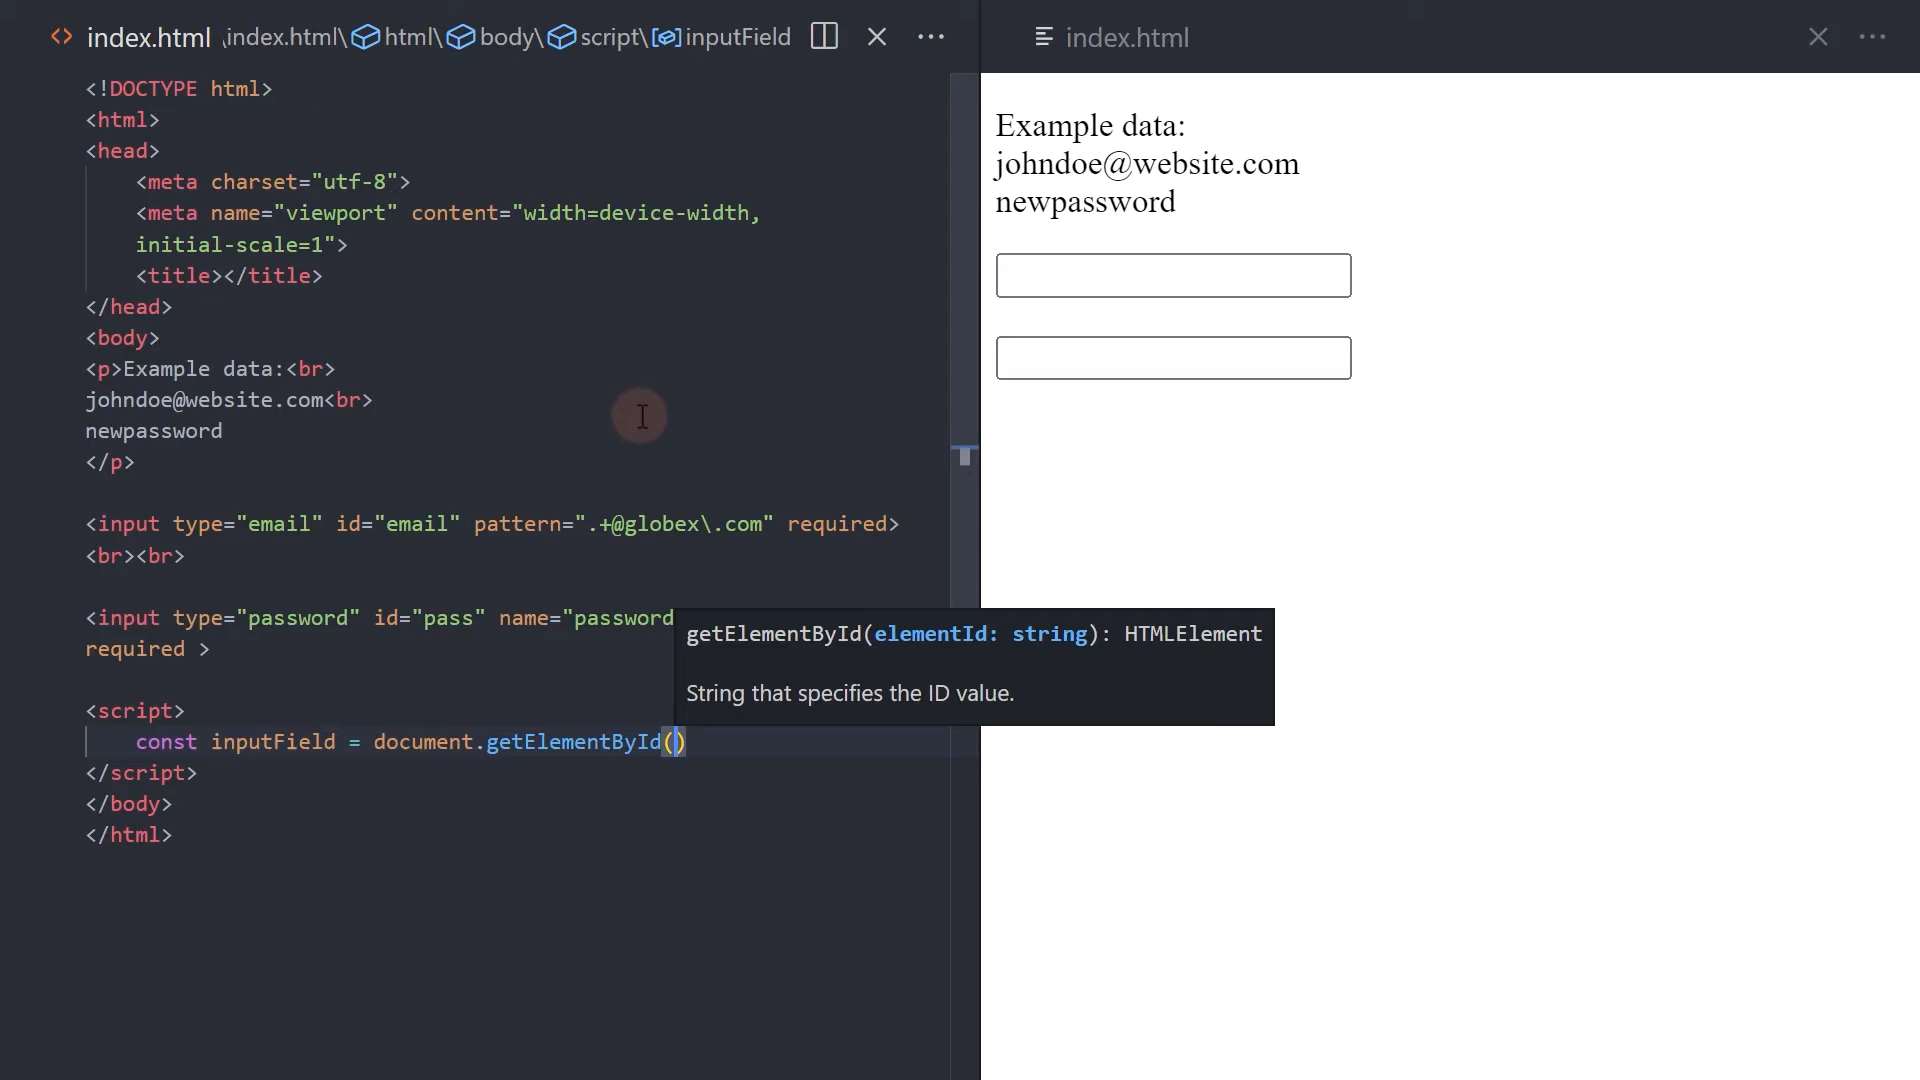 index.html .\index.html\html\body\script\inputField
index.html
<!DOCTYPE html>
<html>
<head>
<meta charset="utf-8">
<meta name="viewport" content="width=device-width,
initial-scale=1">
<title></title>
</head>
<body>
<p>Example data:<br>
johndoe@website.com<br>
newpassword
</p>
<input type="email" id="email" pattern=".+@globex\.com" required>
<br><br>
<input type="password" id="pass" name="password
required >
<script>
const inputField = document.getElementById()
</script>
</body>
</html>
getElementById(elementId: string): HTMLElement
String that specifies the ID value.
Example data:
johndoe@website.com
newpassword